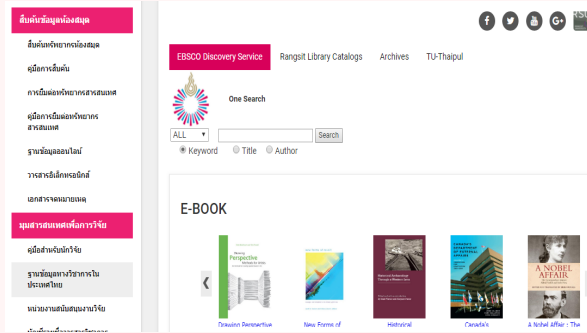 สืบค้นข้อมูลห้องสมุด
สืบค้นทรัพยากรห้องสมุด
คู่มือการสืบค้น
การยืมต่อทรัพยากรสารสนเทศ
คู่มือการยืมต่อทรัพยากร
สารสนเทศ
ฐานข้อมูลออนไลน์
วารสารอิเล็กทรอนิกส์
เอกสารจดหมายเหตุ
มุมสารสนเทศเพื่อการวิจัย
คู่มือสำหรับนักวิจัย
ฐานข้อมูลทางวิชาการใน
ประเทศไทย
หน่วยงานสนับสนุนงานวิจัย
EBSCO Discovery Service
Rangsit Library Catalogs
Archives
TU-Thaipul
One Search
ALL
Search
Keyword
Title
Author
E-BOOK
Perspective
A NOBEL
AFFAIR
Drawing Perspective
New Forms of
Historical
Canada's
A Nobel Affair : The